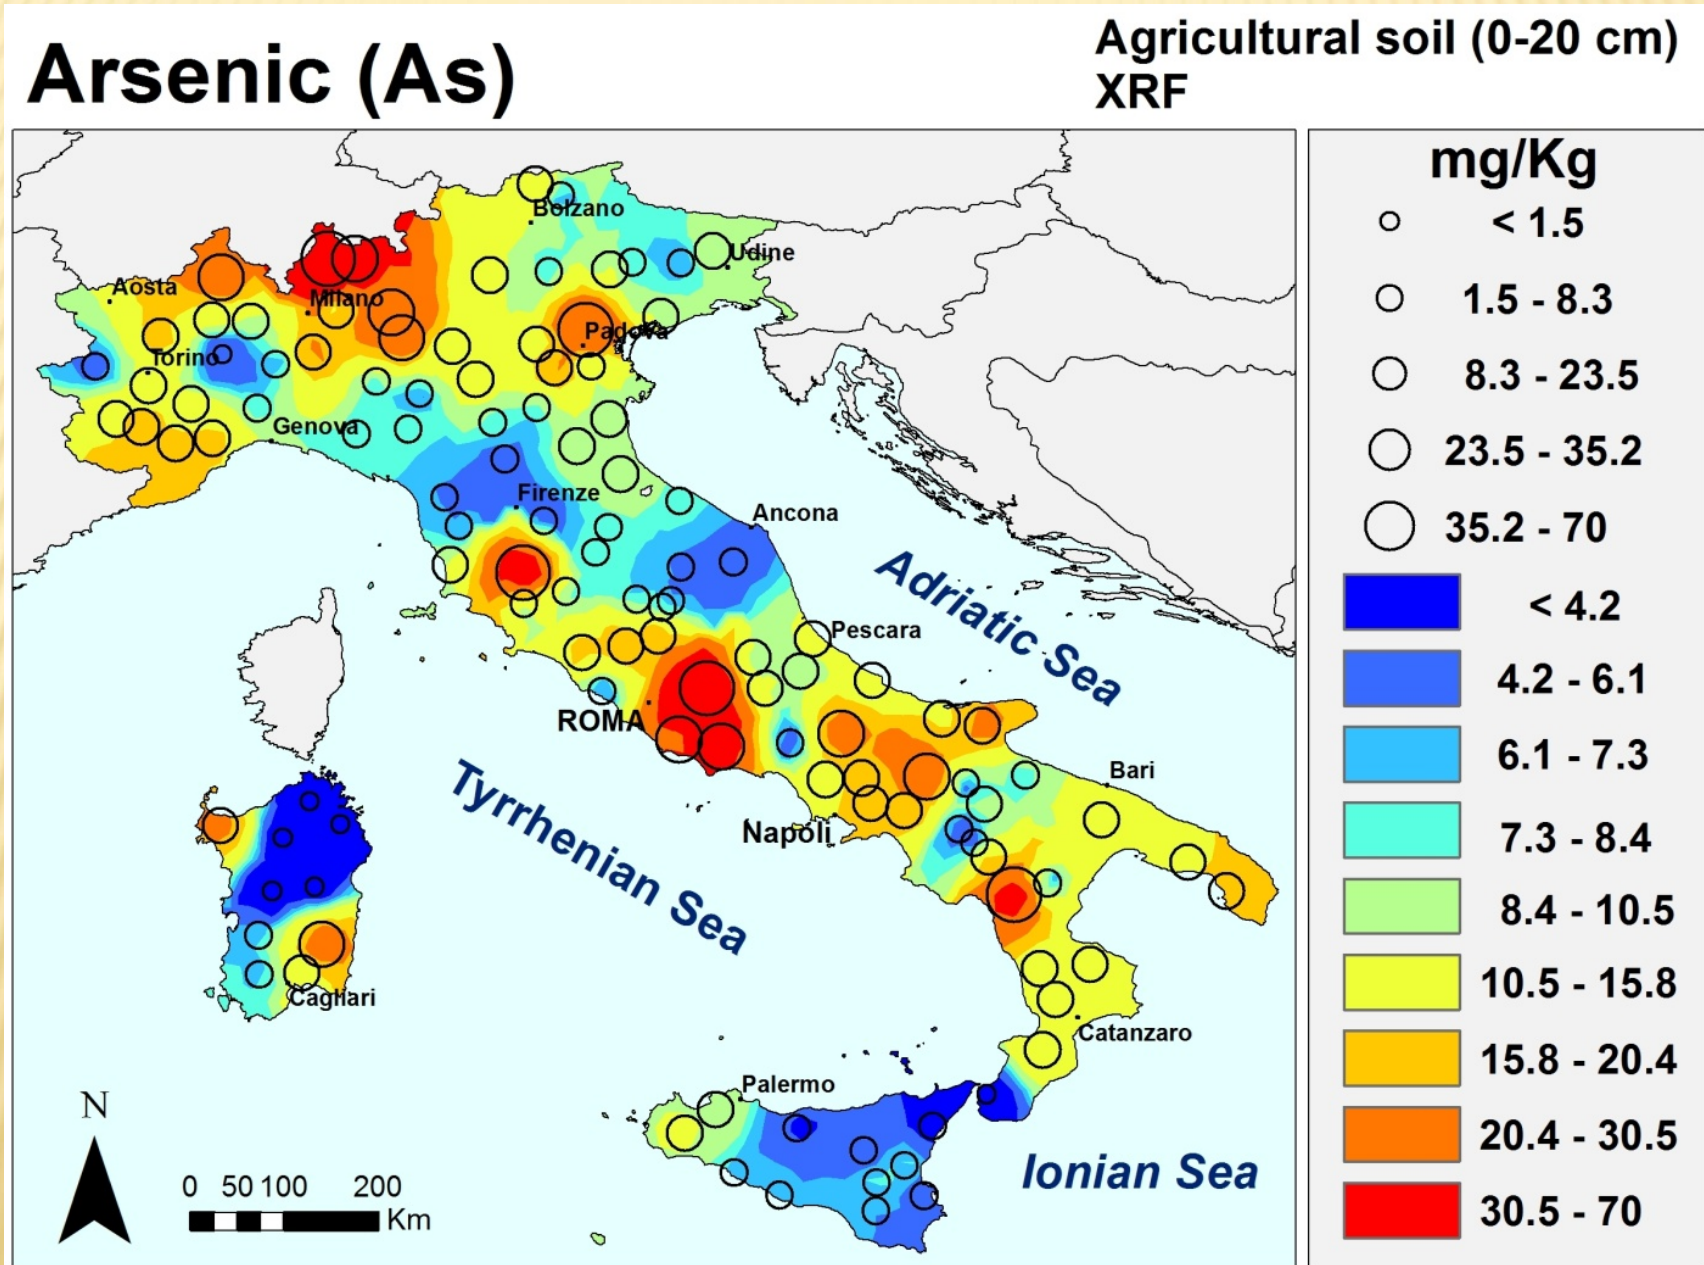 Arsenic (As)
Agricultural soil (0-20 cm)
XRF
mg/Kg
< 1.5
1.5 - 8.3
8.3 - 23.5
23.5 - 35.2
35.2 - 70
< 4.2
4.2 - 6.1
6.1 - 7.3
7.3 - 8.4
8.4 - 10.5
10.5 - 15.8
15.8 - 20.4
20.4 - 30.5
30.5 - 70
Bolzano
Udine
Aosta
Milano
Padova
Torino
Genova
Firenze
Ancona
Adriatic Sea
Pescara
ROMA
Bari
Napoli
Tyrrhenian Sea
Cagliari
Catanzaro
Palermo
Ionian Sea
N
0 50 100 200
Km